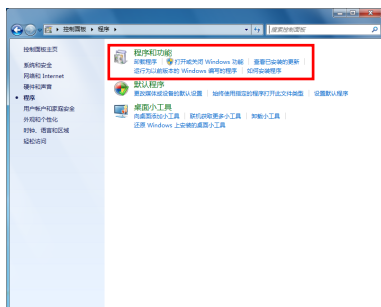 控制面板 ▸ 程序 ▸
搜索控制面板
控制面板主页
系统和安全
网络和 Internet
硬件和声音
程序
用户帐户和家庭安全
外观和个性化
时钟、语言和区域
轻松访问
程序和功能
卸载程序 打开或关闭 Windows 功能 查看已安装的更新
运行为以前版本的 Windows 编写的程序 如何安装程序
默认程序
更改媒体或设备的默认设置 始终使用指定的程序打开此文件类型 设置默认程序
桌面小工具
向桌面添加小工具 联机获取更多小工具 卸载小工具
还原 Windows 上安装的桌面小工具